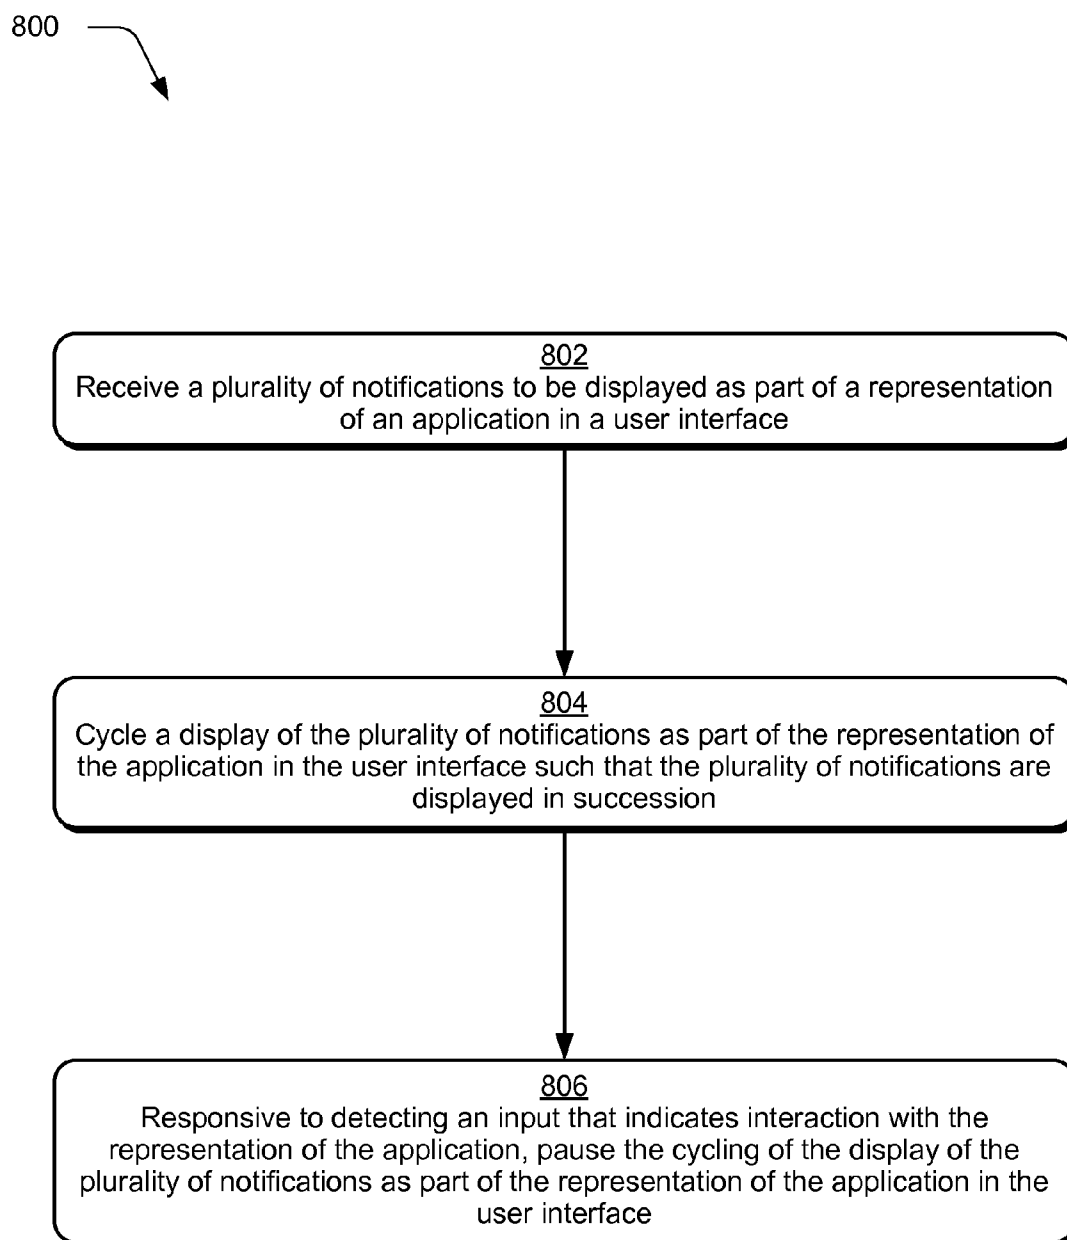 800
802
Receive a plurality of notifications to be displayed as part of a representation
of an application in a user interface
804
Cycle a display of the plurality of notifications as part of the representation of
the application in the user interface such that the plurality of notifications are
displayed in succession
806
Responsive to detecting an input that indicates interaction with the
representation of the application, pause the cycling of the display of the
plurality of notifications as part of the representation of the application in the
user interface